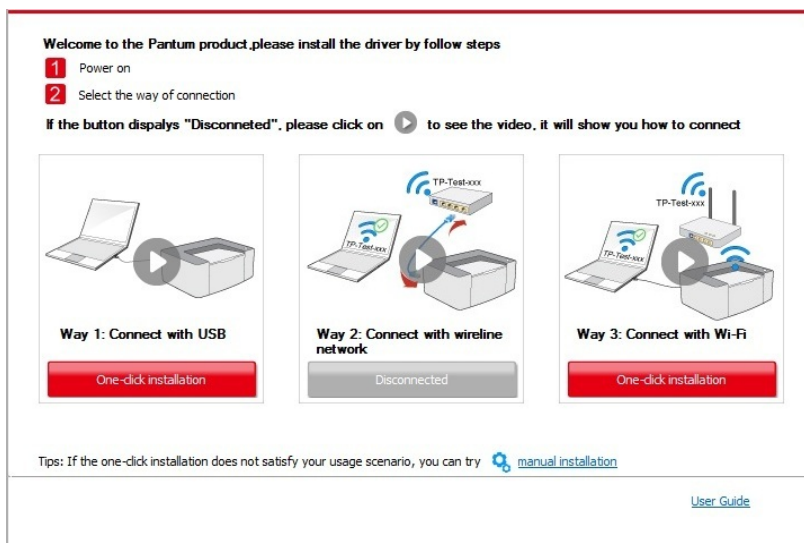 Welcome to the Pantum product,please install the driver by follow steps
1 Power on
2 Select the way of connection
If the button dispalys "Disconneted", please click on to see the video, it will show you how to connect
TP-Test-xxx
TP-Test-xxx
TP-Test-xxx
TP-Test-xxx
Way 1: Connect with USB
Way 2: Connect with wireline
network
Way 3: Connect with Wi-Fi
One-click installation
Disconnected
One-click installation
Tips: If the one-click installation does not satisfy your usage scenario, you can try manual installation
User Guide